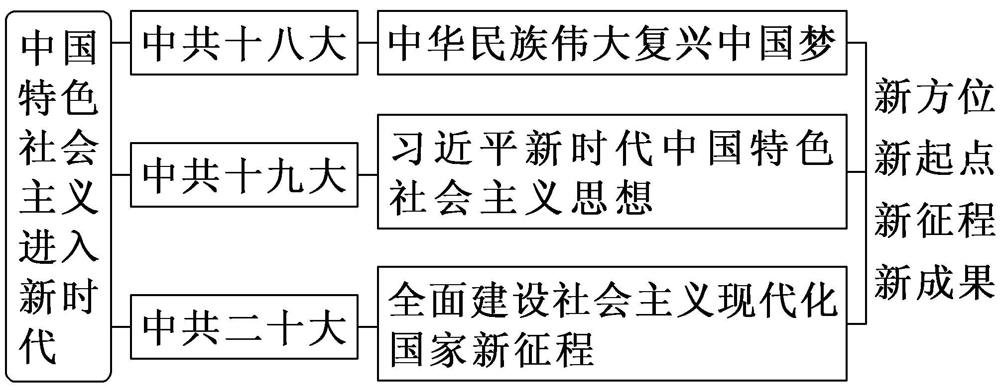 中国
特色
社会
主义
进入
新时
代
中共十八大
中华民族伟大复兴中国梦
中共十九大
习近平新时代中国特色
社会主义思想
中共二十大
全面建设社会主义现代化
国家新征程
新方位
新起点
新征程
新成果